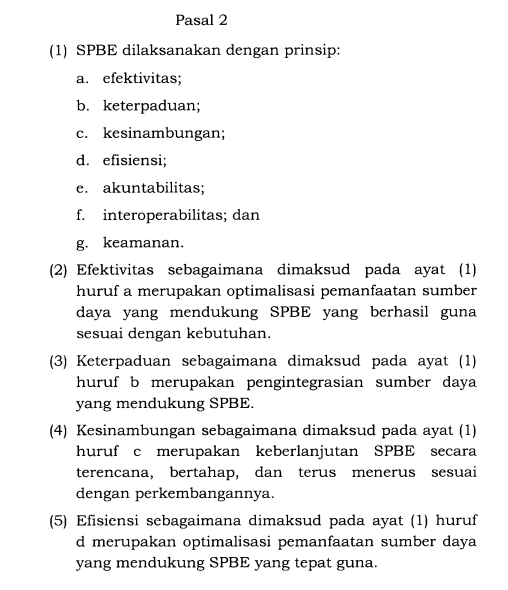 Pasal 2
(1) SPBE dilaksanakan dengan prinsip:
a. efektivitas;
b. keterpaduan;
c. kesinambungan;
d. efisiensi;
e. akuntabilitas;
f. interoperabilitas; dan
g. keamanan.
(2) Efektivitas sebagaimana dimaksud pada ayat (1)
huruf a merupakan optimalisasi pemanfaatan sumber
daya yang mendukung SPBE yang berhasil guna
sesuai dengan kebutuhan.
(3) Keterpaduan sebagaimana dimaksud pada ayat (1)
huruf b merupakan pengintegrasian sumber daya
yang mendukung SPBE.
(4) Kesinambungan sebagaimana dimaksud pada ayat (1)
huruf c merupakan keberlanjutan SPBE secara
terencana, bertahap, dan terus menerus sesuai
dengan perkembangannya.
(5) Efisiensi sebagaimana dimaksud pada ayat (1) huruf
d merupakan optimalisasi pemanfaatan sumber daya
yang mendukung SPBE yang tepat guna.